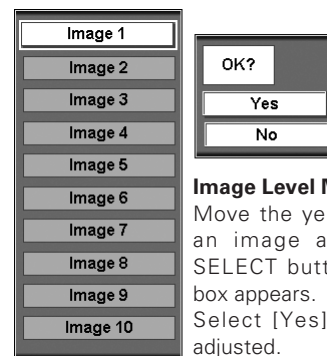 Image 1
Image 2
Image 3
Image 4
Image 5
Image 6
Image 7
Image 8
Image 9
Image 10
OK?
Yes
No
Image Level
Move the
an image
SELECT
box appears.
Select [Yes]
adjusted.